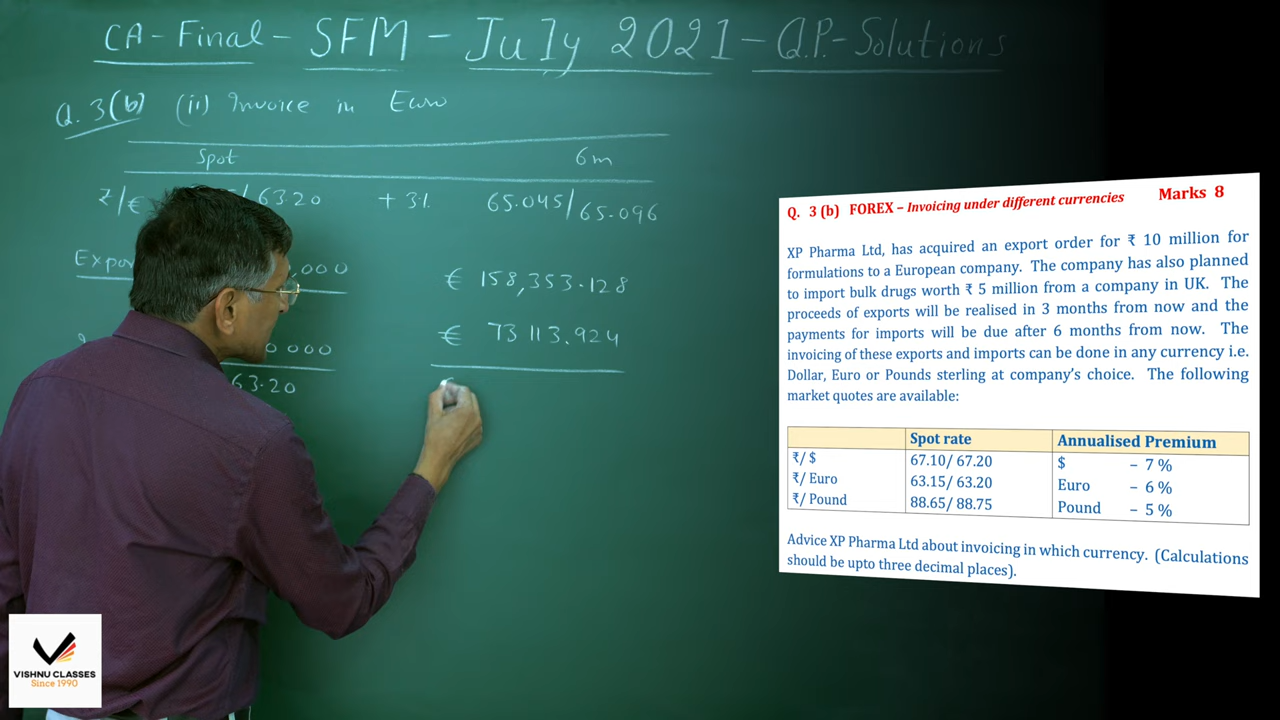 CA-Final - SFM - July 2021 - Q.P.-Solutions
Q. 3(b) (ii) Invoice in Euro
Spot 6m
₹/€ / 63.20 + 3% 65.045/65.096
,000 € 158,353.128
0000 € 73113.924
63.20
Q. 3 (b) FOREX – Invoicing under different currencies Marks 8
XP Pharma Ltd, has acquired an export order for ₹ 10 million for
formulations to a European company. The company has also planned
to import bulk drugs worth ₹ 5 million from a company in UK. The
proceeds of exports will be realised in 3 months from now and the
payments for imports will be due after 6 months from now. The
invoicing of these exports and imports can be done in any currency i.e.
Dollar, Euro or Pounds sterling at company's choice. The following
market quotes are available:
Spot rate Annualised Premium
₹/ $ 67.10/ 67.20 $ – 7 %
₹/ Euro 63.15/ 63.20 Euro – 6 %
₹/ Pound 88.65/ 88.75 Pound – 5 %
Advice XP Pharma Ltd about invoicing in which currency. (Calculations
should be upto three decimal places).
VISHNU CLASSES
Since 1990